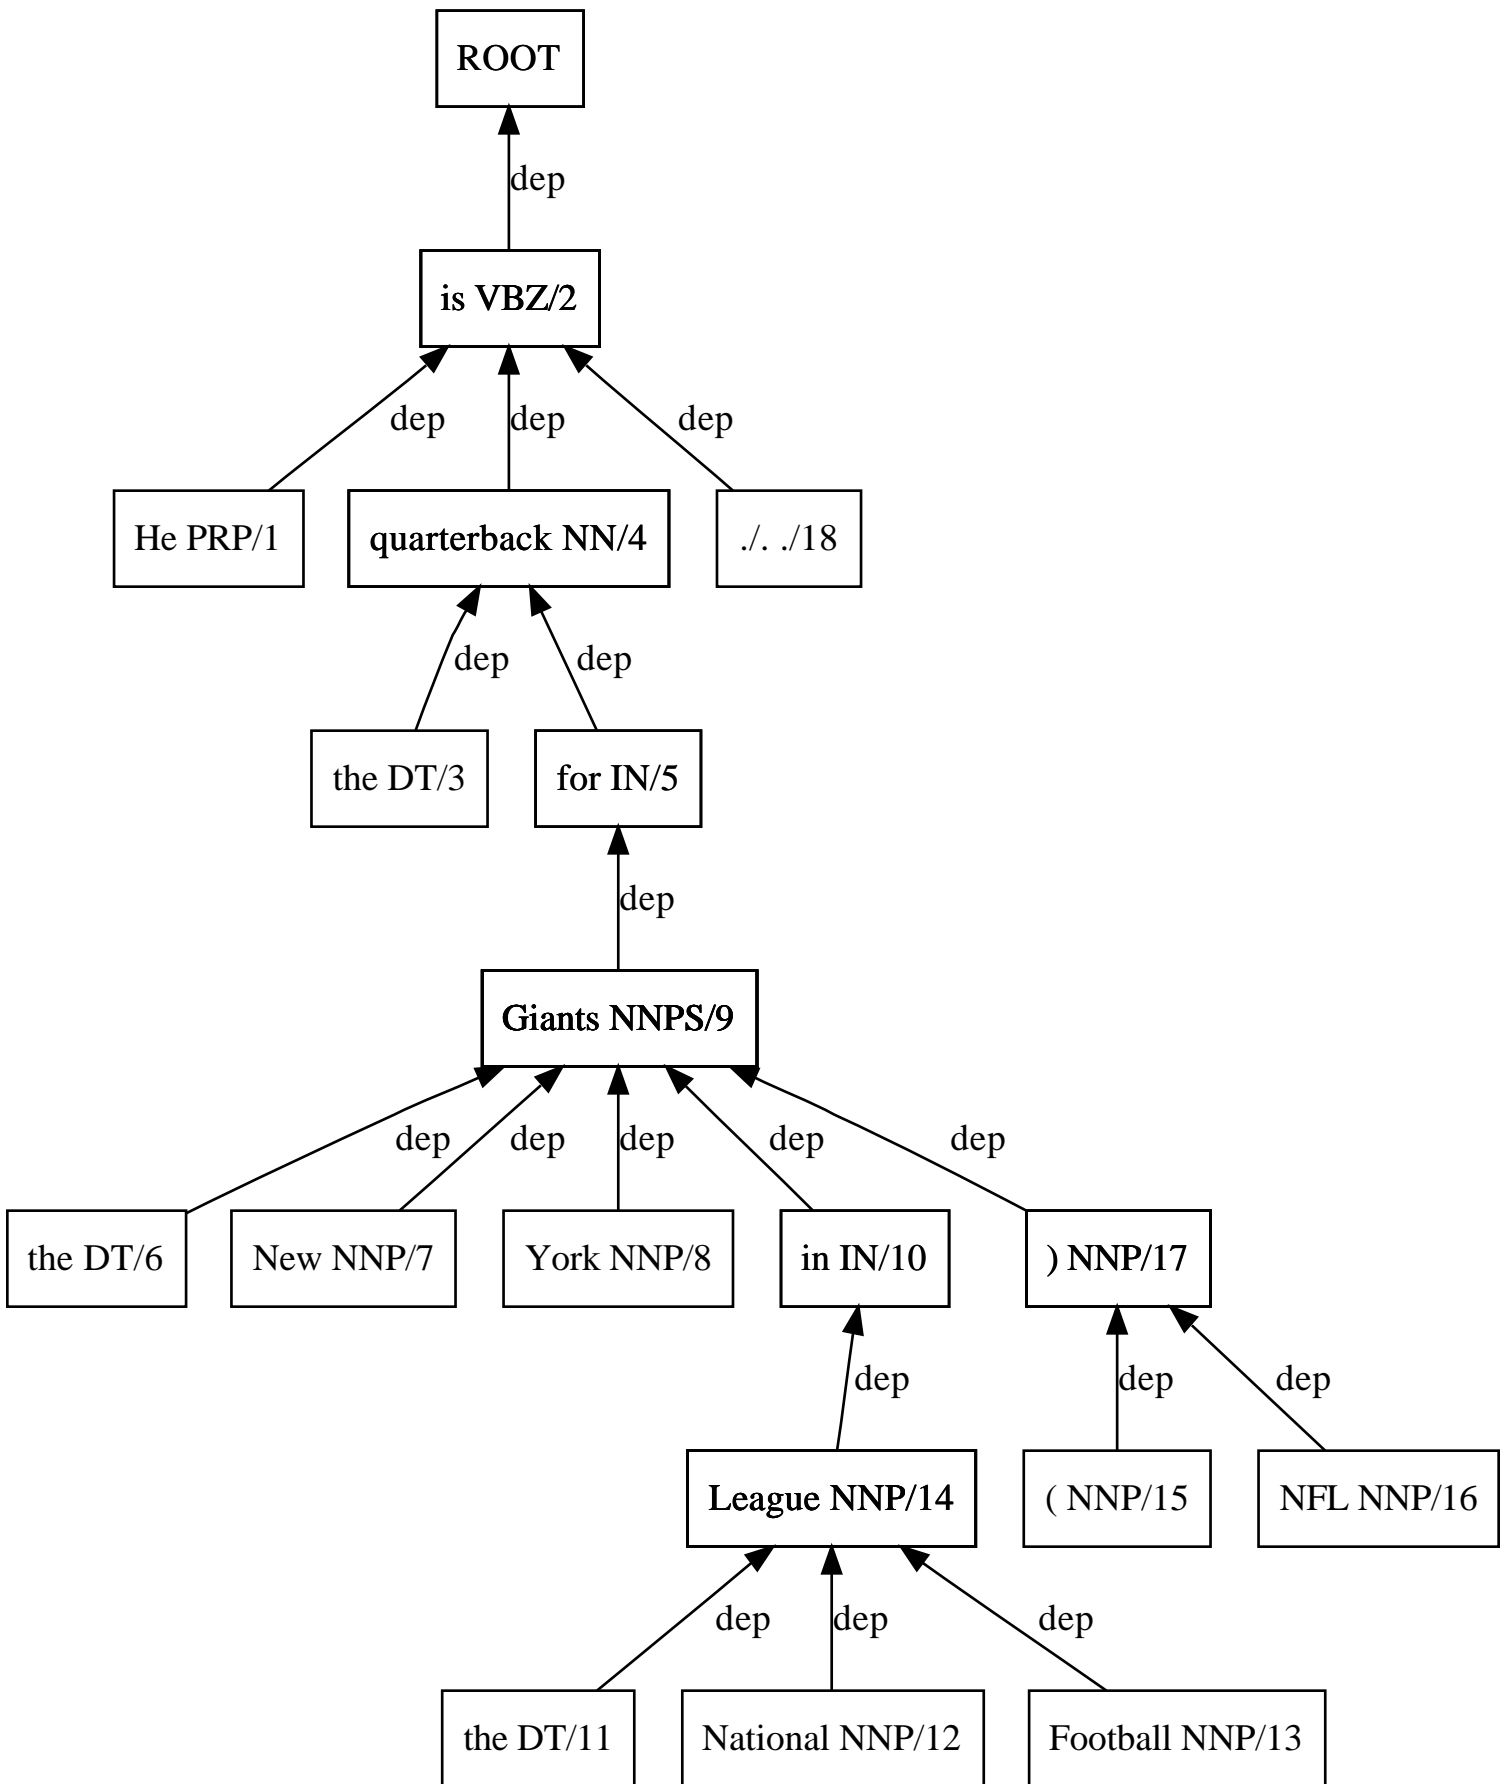 ROOT
dep
is VBZ/2
dep dep dep
He PRP/1 quarterback NN/4 ./. ./18
dep dep
the DT/3 for IN/5
dep
Giants NNPS/9
dep dep dep dep dep
the DT/6 New NNP/7 York NNP/8 in IN/10 ) NNP/17
dep dep dep
League NNP/14 ( NNP/15 NFL NNP/16
dep dep dep
the DT/11 National NNP/12 Football NNP/13